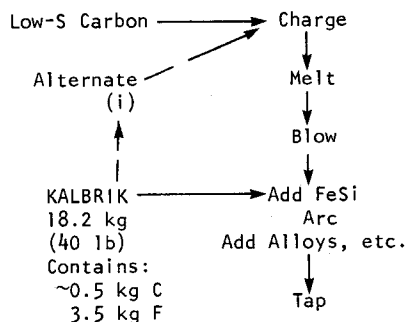 Low-S Carbon
Charge
Alternate
(i)
Melt
Blow
KALBRIK
18.2 kg
(40 lb)
Contains:
~0.5 kg C
3.5 kg F
Add FeSi
Arc
Add Alloys, etc.
Tap